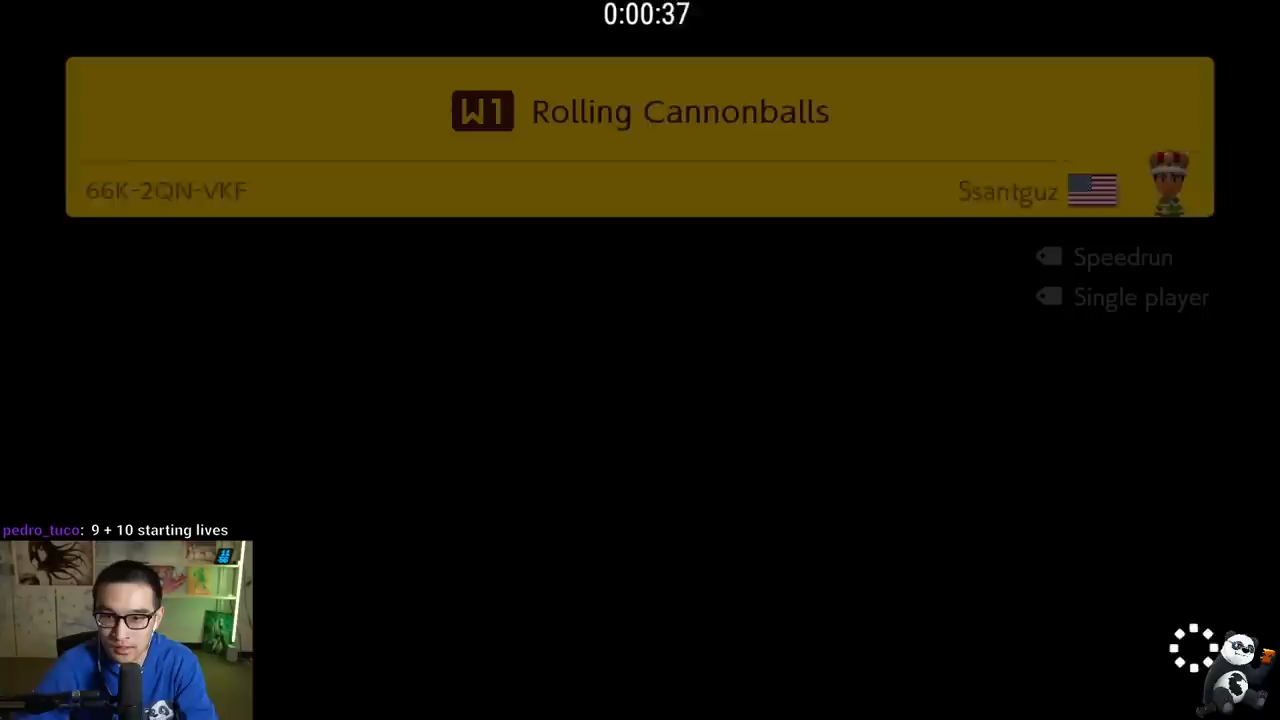 0:00:37
W1 Rolling Cannonballs
66K-2QN-VKF
Ssantguz
Speedrun
Single player
pedro_tuco: 9 + 10 starting lives